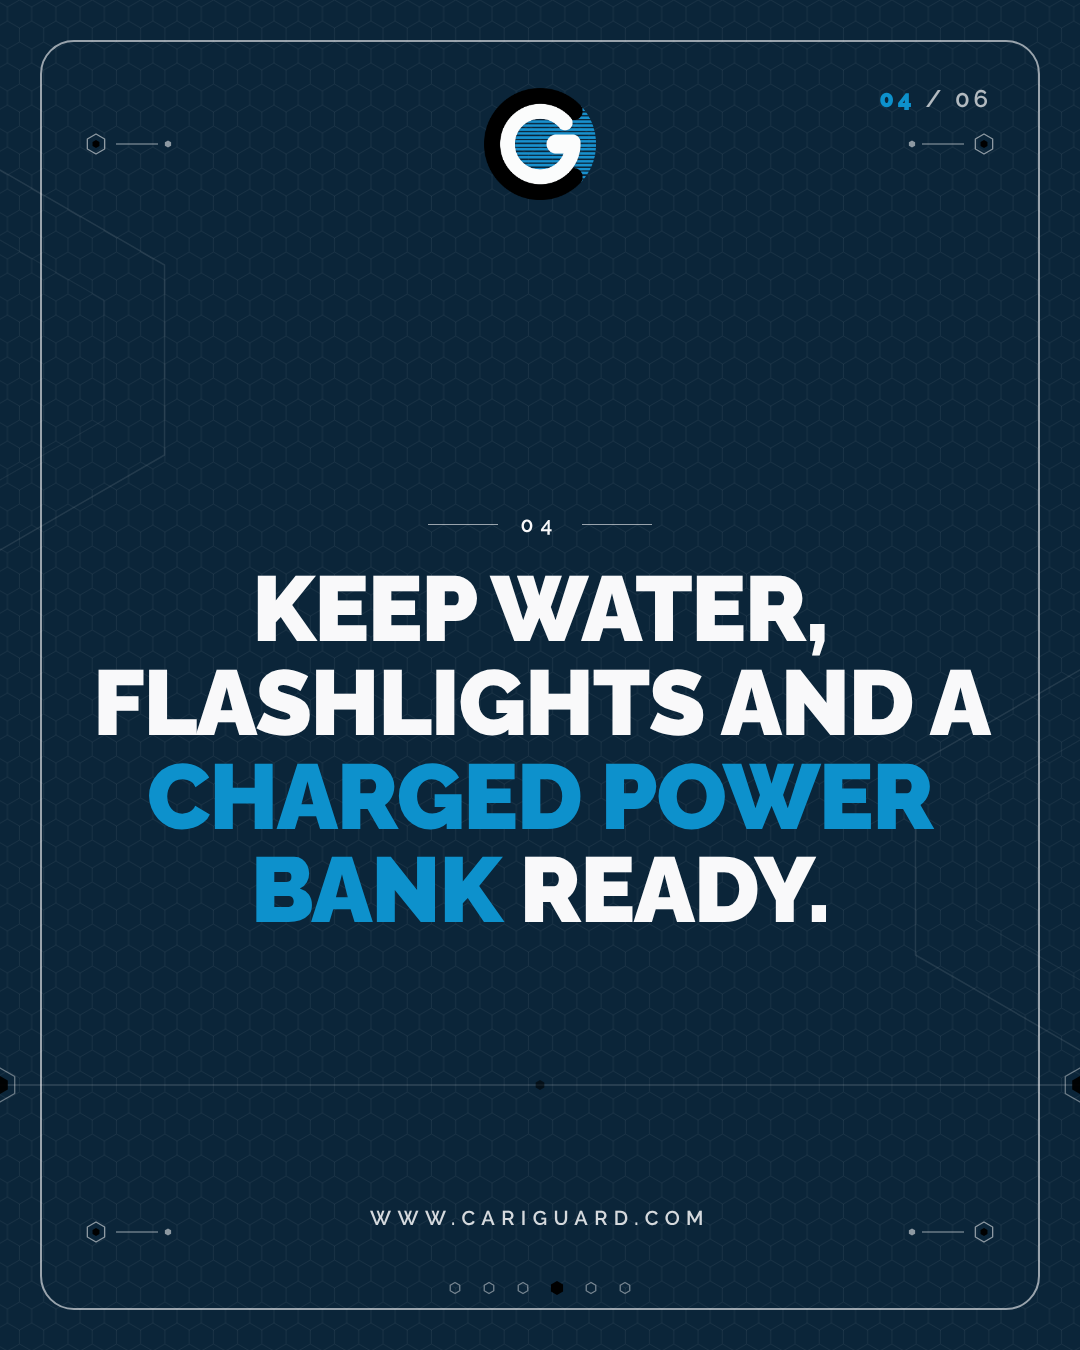 04 / 06
04
KEEP WATER,
FLASHLIGHTS AND A
CHARGED POWER
BANK READY.
WWW.CARIGUARD.COM